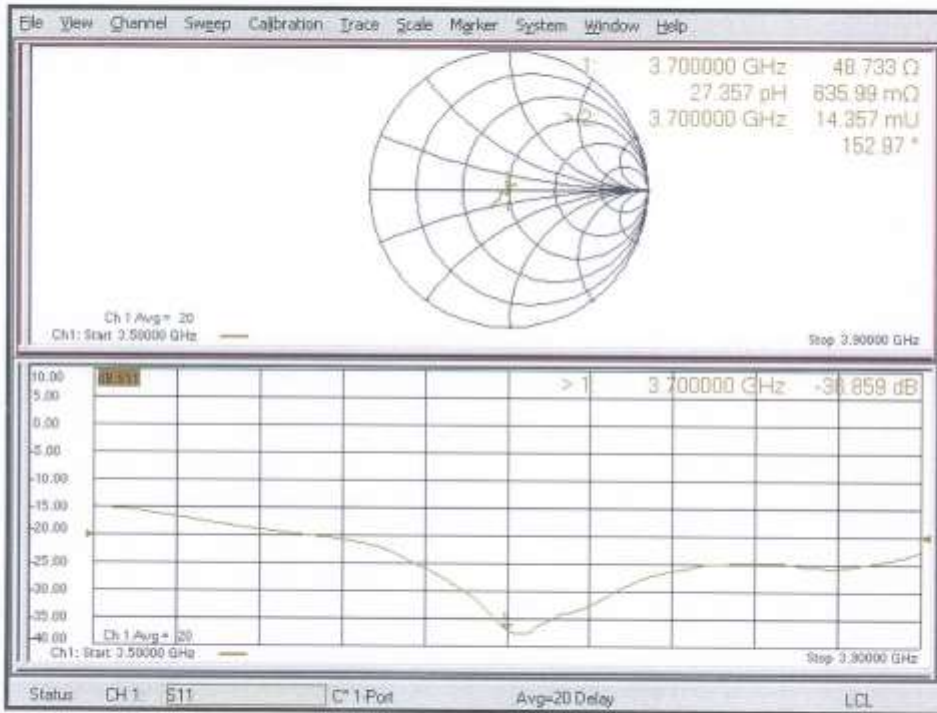 File View Channel Sweep Calibration Trace Scale Marker System Window Help
1: 3.700000 GHz 48.733 Ω
27.357 pH 635.99 mΩ
>2: 3.700000 GHz 14.357 mU
152.97 °
Ch 1 Avg = 20
Ch1: Start 3.50000 GHz
Stop 3.90000 GHz
10.00
dB S11
> 1: 3.700000 GHz -36.859 dB
5.00
0.00
-5.00
-10.00
-15.00
-20.00
-25.00
-30.00
-35.00
-40.00
Ch 1 Avg = 20
Ch1: Start 3.50000 GHz
Stop 3.90000 GHz
Status CH 1: S11 C* 1-Port Avg=20 Delay LCL